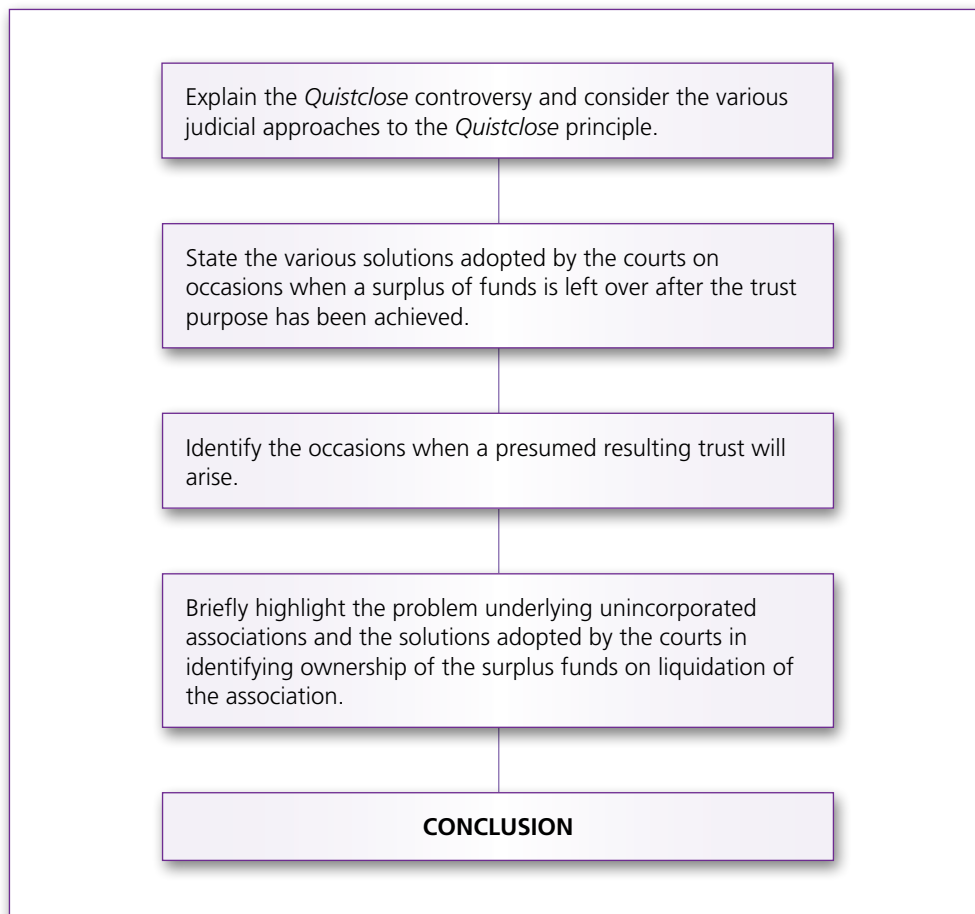 Explain the Quistclose controversy and consider the various
judicial approaches to the Quistclose principle.
State the various solutions adopted by the courts on
occasions when a surplus of funds is left over after the trust
purpose has been achieved.
Identify the occasions when a presumed resulting trust will
arise.
Briefly highlight the problem underlying unincorporated
associations and the solutions adopted by the courts in
identifying ownership of the surplus funds on liquidation of
the association.
CONCLUSION